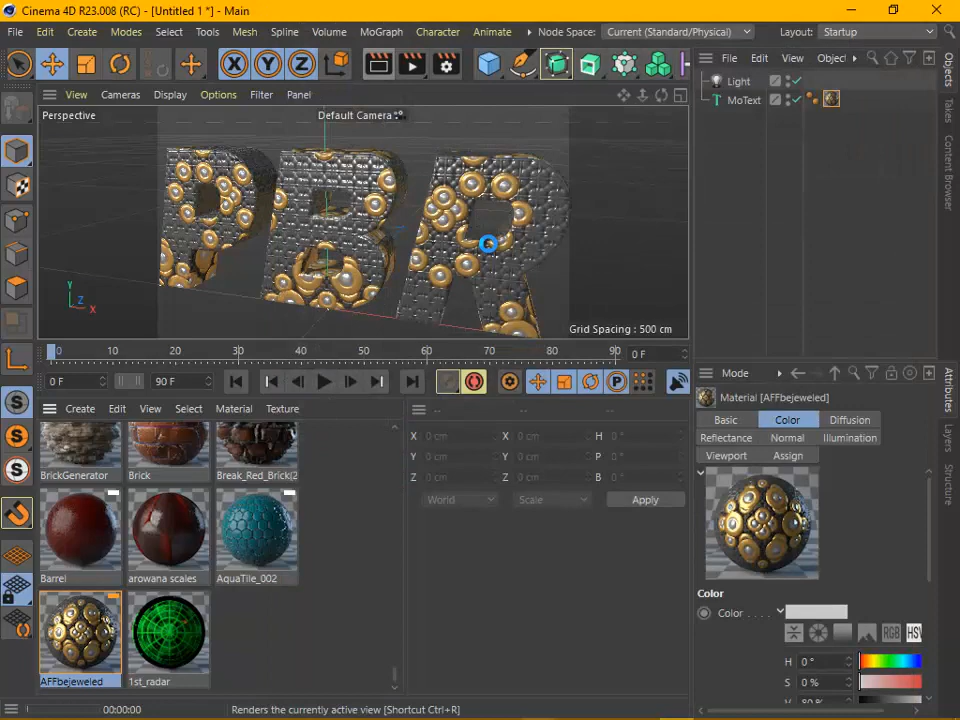 Cinema 4D R23.008 (RC) - [Untitled 1 *] - Main
File Edit Create Modes Select Tools Mesh Spline Volume MoGraph Character Animate Node Space: Current (Standard/Physical) Layout: Startup
X Y Z
File Edit View Object
View Cameras Display Options Filter Panel
Light
Perspective
Default Camera
MoText
Objects
Takes
Content Browser
PBR
Y
Z
X
Grid Spacing : 500 cm
0 10 20 30 40 50 60 70 80 90 0 F
0 F 90 F
P
Mode
Material [AFFbejeweled]
Attributes
Layers
Structure
Create Edit View Select Material Texture
-- -- --
Basic Color Diffusion
Reflectance Normal Illumination
Viewport Assign
X 0 cm X 0 cm H 0 °
Y 0 cm Y 0 cm P 0 °
Z 0 cm Z 0 cm B 0 °
World Scale Apply
BrickGenerator Brick Break_Red_Brick(2
Barrel arowana scales AquaTile_002
AFFbejeweled 1st_radar
S
S
S
Color
Color . . . .
RGB HSV
H 0 °
S 0 %
V 80 %
00:00:00 Renders the currently active view [Shortcut Ctrl+R]